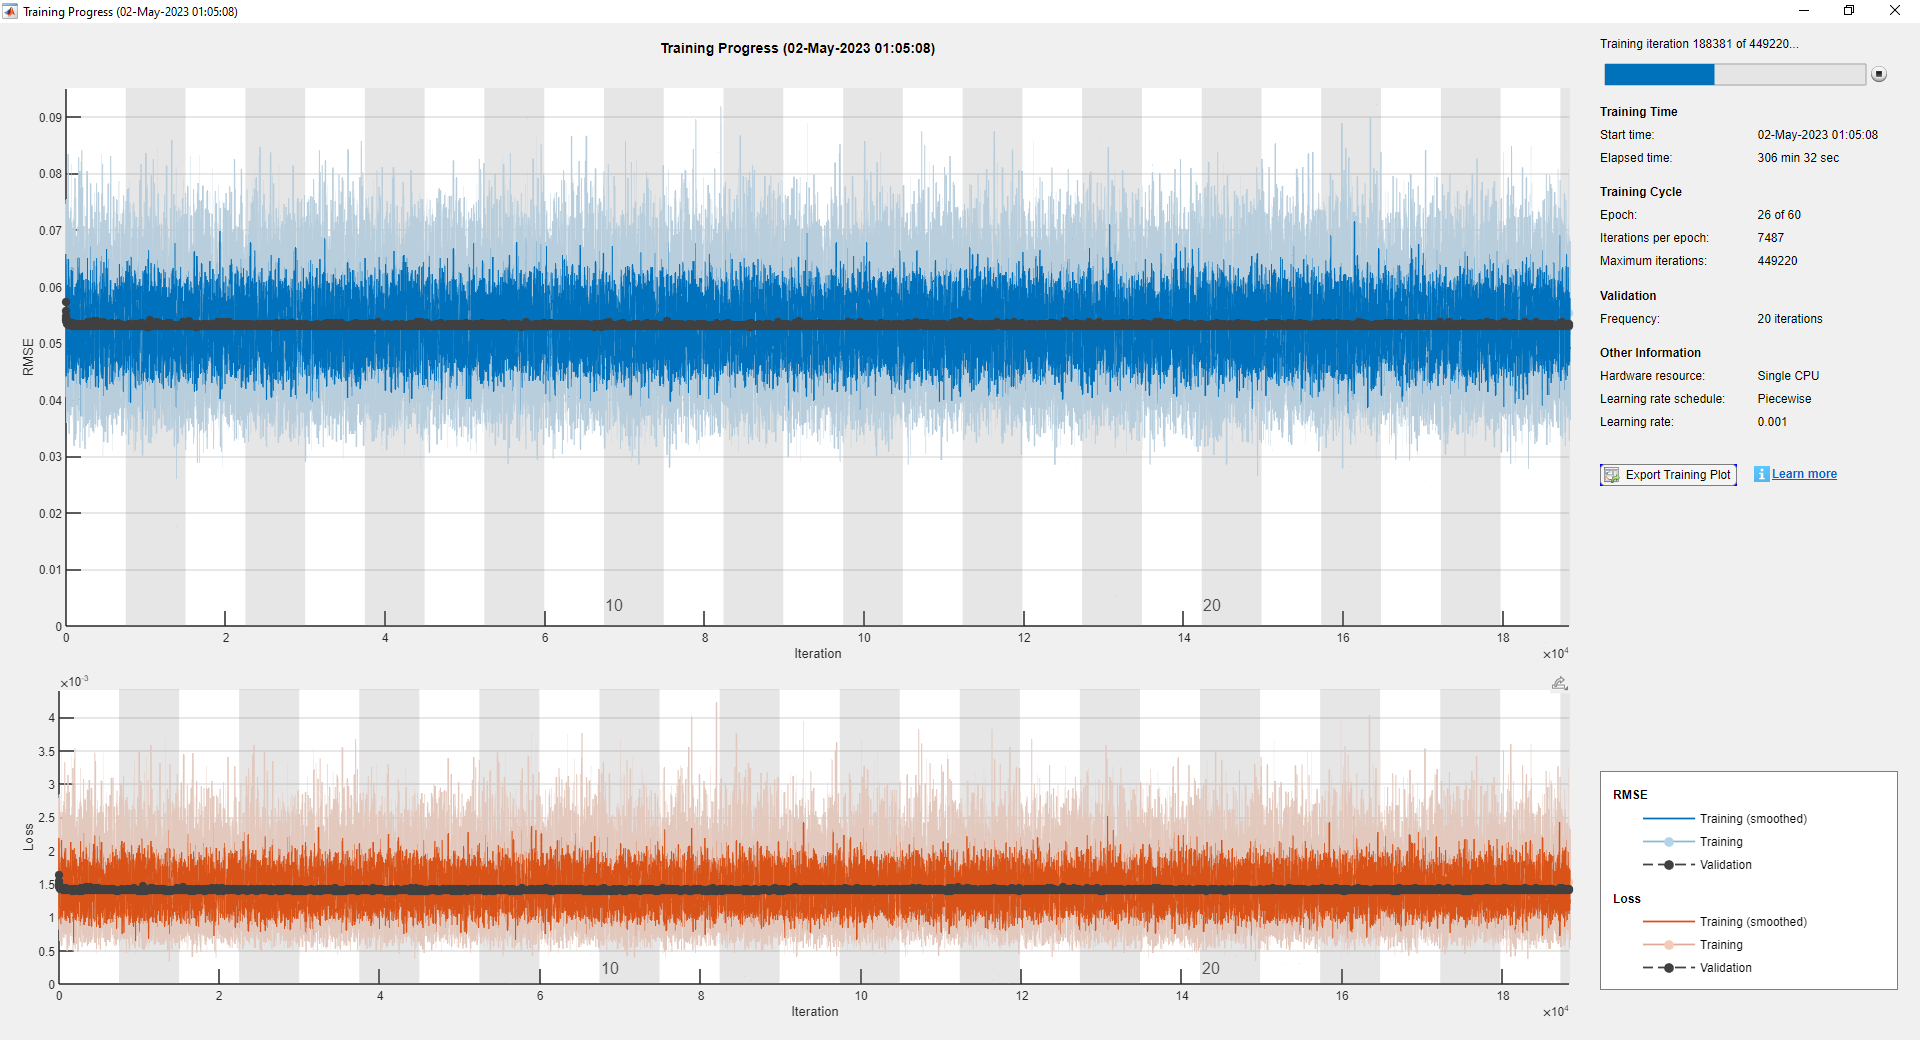 Training Progress (02-May-2023 01:05:08)
Training Progress (02-May-2023 01:05:08)
0.09
0.08
0.07
0.06
0.05
0.04
0.03
0.02
0.01
0
RMSE
10
20
0 2 4 6 8 10 12 14 16 18
Iteration
×10⁴
×10⁻³
4
3.5
3
2.5
2
1.5
1
0.5
0
Loss
10
20
0 2 4 6 8 10 12 14 16 18
Iteration
×10⁴
Training iteration 188381 of 449220...
Training Time
Start time: 02-May-2023 01:05:08
Elapsed time: 306 min 32 sec
Training Cycle
Epoch: 26 of 60
Iterations per epoch: 7487
Maximum iterations: 449220
Validation
Frequency: 20 iterations
Other Information
Hardware resource: Single CPU
Learning rate schedule: Piecewise
Learning rate: 0.001
Export Training Plot
i Learn more
RMSE
Training (smoothed)
Training
Validation
Loss
Training (smoothed)
Training
Validation